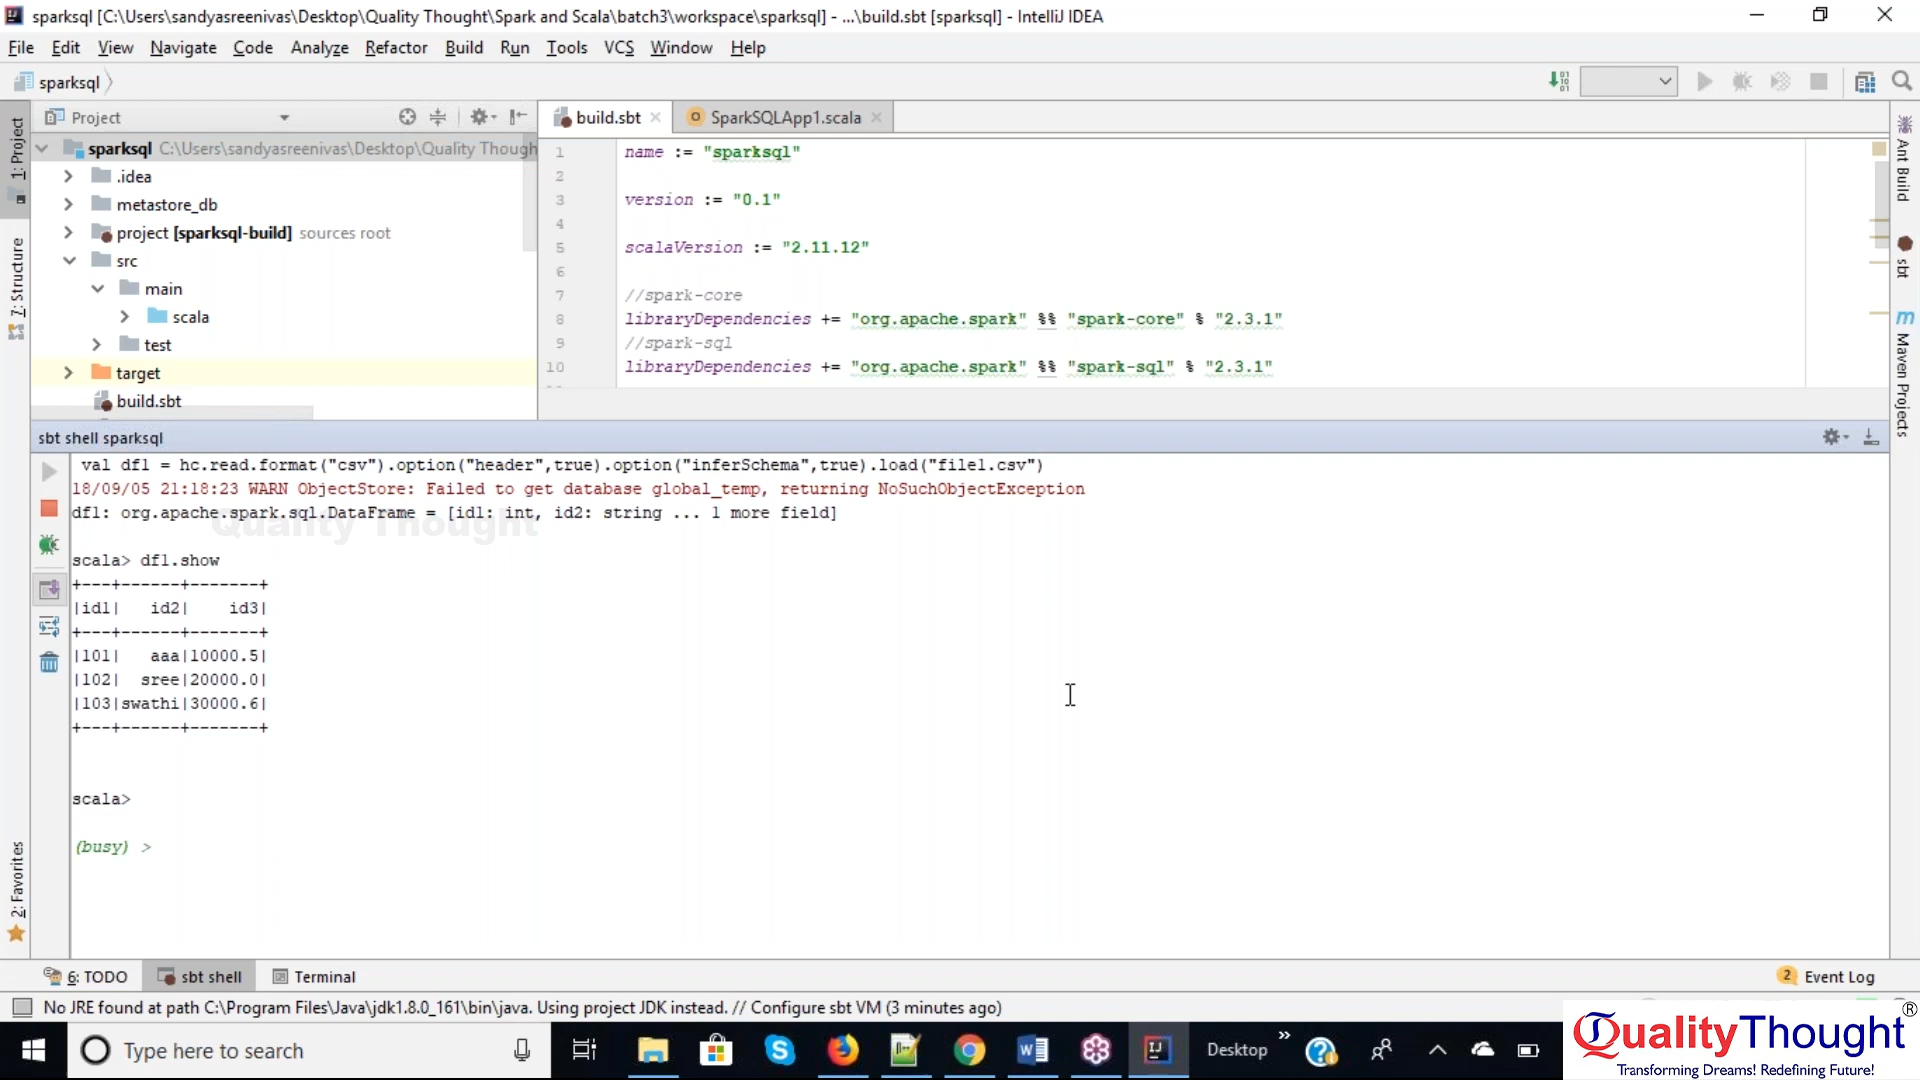 sparksql [C:\Users\sandyasreenivas\Desktop\Quality Thought\Spark and Scala\batch3\workspace\sparksql] - ...\build.sbt [sparksql] - IntelliJ IDEA
File Edit View Navigate Code Analyze Refactor Build Run Tools VCS Window Help
sparksql
Project
build.sbt
SparkSQLApp1.scala
1: Project
7: Structure
2: Favorites
sparksql C:\Users\sandyasreenivas\Desktop\Quality Though
.idea
metastore_db
project [sparksql-build] sources root
src
main
scala
test
target
build.sbt
1 name := "sparksql"
2
3 version := "0.1"
4
5 scalaVersion := "2.11.12"
6
7 //spark-core
8 libraryDependencies += "org.apache.spark" %% "spark-core" % "2.3.1"
9 //spark-sql
10 libraryDependencies += "org.apache.spark" %% "spark-sql" % "2.3.1"
Ant Build
sbt
Maven Projects
sbt shell sparksql
val df1 = hc.read.format("csv").option("header",true).option("inferSchema",true).load("file1.csv")
18/09/05 21:18:23 WARN ObjectStore: Failed to get database global_temp, returning NoSuchObjectException
df1: org.apache.spark.sql.DataFrame = [id1: int, id2: string ... 1 more field]
Quality Thought
scala> df1.show
+---+------+-------+
|id1|   id2|    id3|
+---+------+-------+
|101|   aaa|10000.5|
|102|  sree|20000.0|
|103|swathi|30000.6|
+---+------+-------+
scala>
(busy) >
6: TODO
sbt shell
Terminal
2 Event Log
No JRE found at path C:\Program Files\Java\jdk1.8.0_161\bin\java. Using project JDK instead. // Configure sbt VM (3 minutes ago)
Type here to search
Desktop
QualityThought®
Transforming Dreams! Redefining Future!